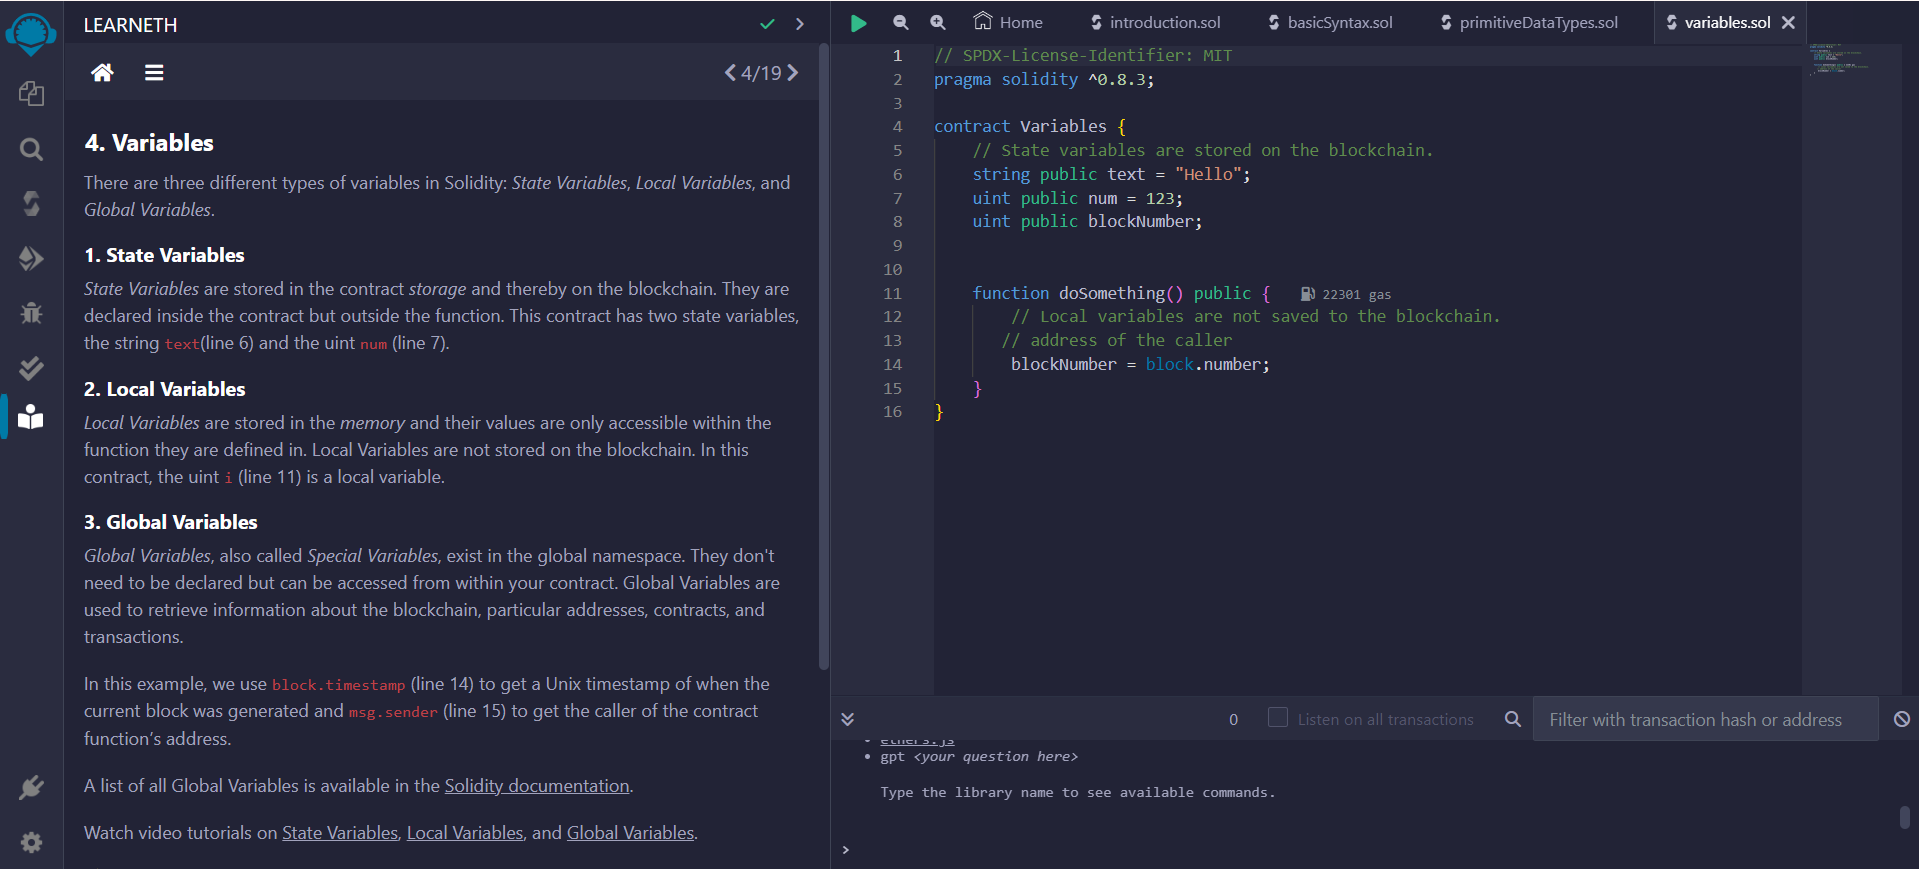 LEARNETH
4/19
4. Variables
There are three different types of variables in Solidity: State Variables, Local Variables, and
Global Variables.
1. State Variables
State Variables are stored in the contract storage and thereby on the blockchain. They are
declared inside the contract but outside the function. This contract has two state variables,
the string text(line 6) and the uint num (line 7).
2. Local Variables
Local Variables are stored in the memory and their values are only accessible within the
function they are defined in. Local Variables are not stored on the blockchain. In this
contract, the uint i (line 11) is a local variable.
3. Global Variables
Global Variables, also called Special Variables, exist in the global namespace. They don't
need to be declared but can be accessed from within your contract. Global Variables are
used to retrieve information about the blockchain, particular addresses, contracts, and
transactions.
In this example, we use block.timestamp (line 14) to get a Unix timestamp of when the
current block was generated and msg.sender (line 15) to get the caller of the contract
function’s address.
A list of all Global Variables is available in the Solidity documentation.
Watch video tutorials on State Variables, Local Variables, and Global Variables.
Home introduction.sol basicSyntax.sol primitiveDataTypes.sol variables.sol
1 // SPDX-License-Identifier: MIT
2 pragma solidity ^0.8.3;
3
4 contract Variables {
5 // State variables are stored on the blockchain.
6 string public text = "Hello";
7 uint public num = 123;
8 uint public blockNumber;
9
10
11 function doSomething() public { 22301 gas
12 // Local variables are not saved to the blockchain.
13 // address of the caller
14 blockNumber = block.number;
15 }
16 }
0 Listen on all transactions Filter with transaction hash or address
• ethers.js
• gpt <your question here>
Type the library name to see available commands.
>